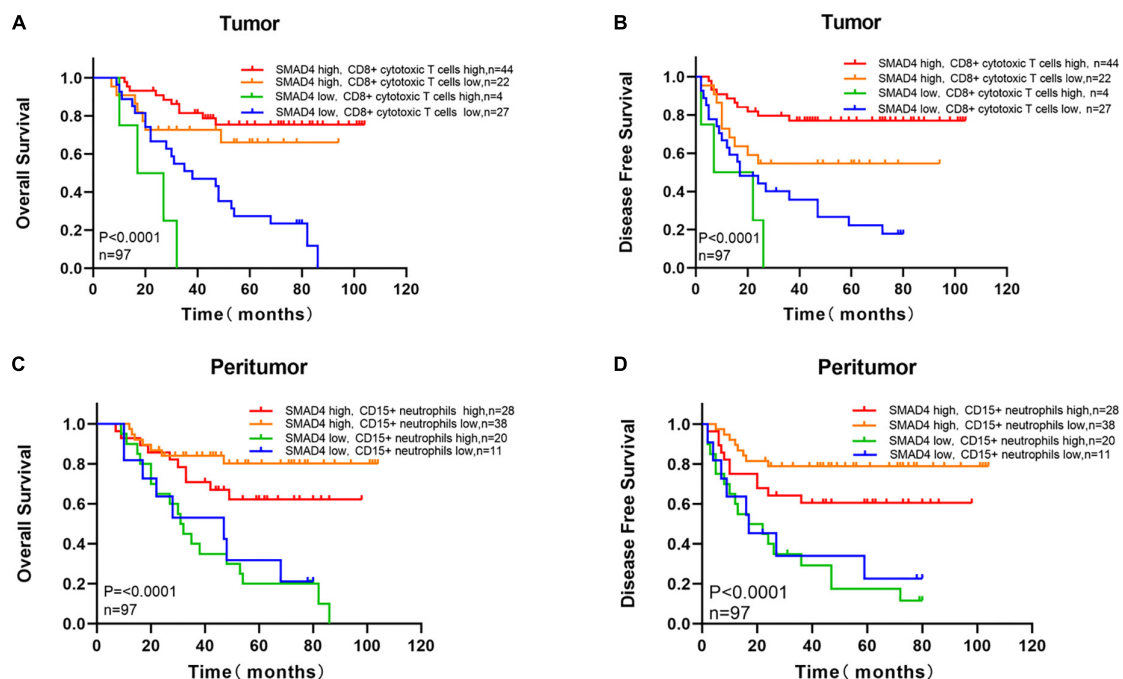 A
Tumor
SMAD4 high, CD8+ cytotoxic T cells high,n=44
SMAD4 high, CD8+ cytotoxic T cells low,n=22
SMAD4 low, CD8+ cytotoxic T cells high,n=4
SMAD4 low, CD8+ cytotoxic T cells low,n=27
Overall Survival
1.0
0.8
0.6
0.4
0.2
0.0
P<0.0001
n=97
0 20 40 60 80 100 120
Time( months)
B
Tumor
SMAD4 high, CD8+ cytotoxic T cells high, n=44
SMAD4 high, CD8+ cytotoxic T cells low,n=22
SMAD4 low, CD8+ cytotoxic T cells high, n=4
SMAD4 low, CD8+ cytotoxic T cells low,n=27
Disease Free Survival
1.0
0.8
0.6
0.4
0.2
0.0
P<0.0001
n=97
0 20 40 60 80 100 120
Time( months)
C
Peritumor
SMAD4 high, CD15+ neutrophils high,n=28
SMAD4 high, CD15+ neutrophils low,n=38
SMAD4 low, CD15+ neutrophils high,n=20
SMAD4 low, CD15+ neutrophils low,n=11
Overall Survival
1.0
0.8
0.6
0.4
0.2
0.0
P=<0.0001
n=97
0 20 40 60 80 100 120
Time( months)
D
Peritumor
SMAD4 high, CD15+ neutrophils high,n=28
SMAD4 high, CD15+ neutrophils low,n=38
SMAD4 low, CD15+ neutrophils high,n=20
SMAD4 low, CD15+ neutrophils low,n=11
Disease Free Survival
1.0
0.8
0.6
0.4
0.2
0.0
P<0.0001
n=97
0 20 40 60 80 100 120
Time( months)